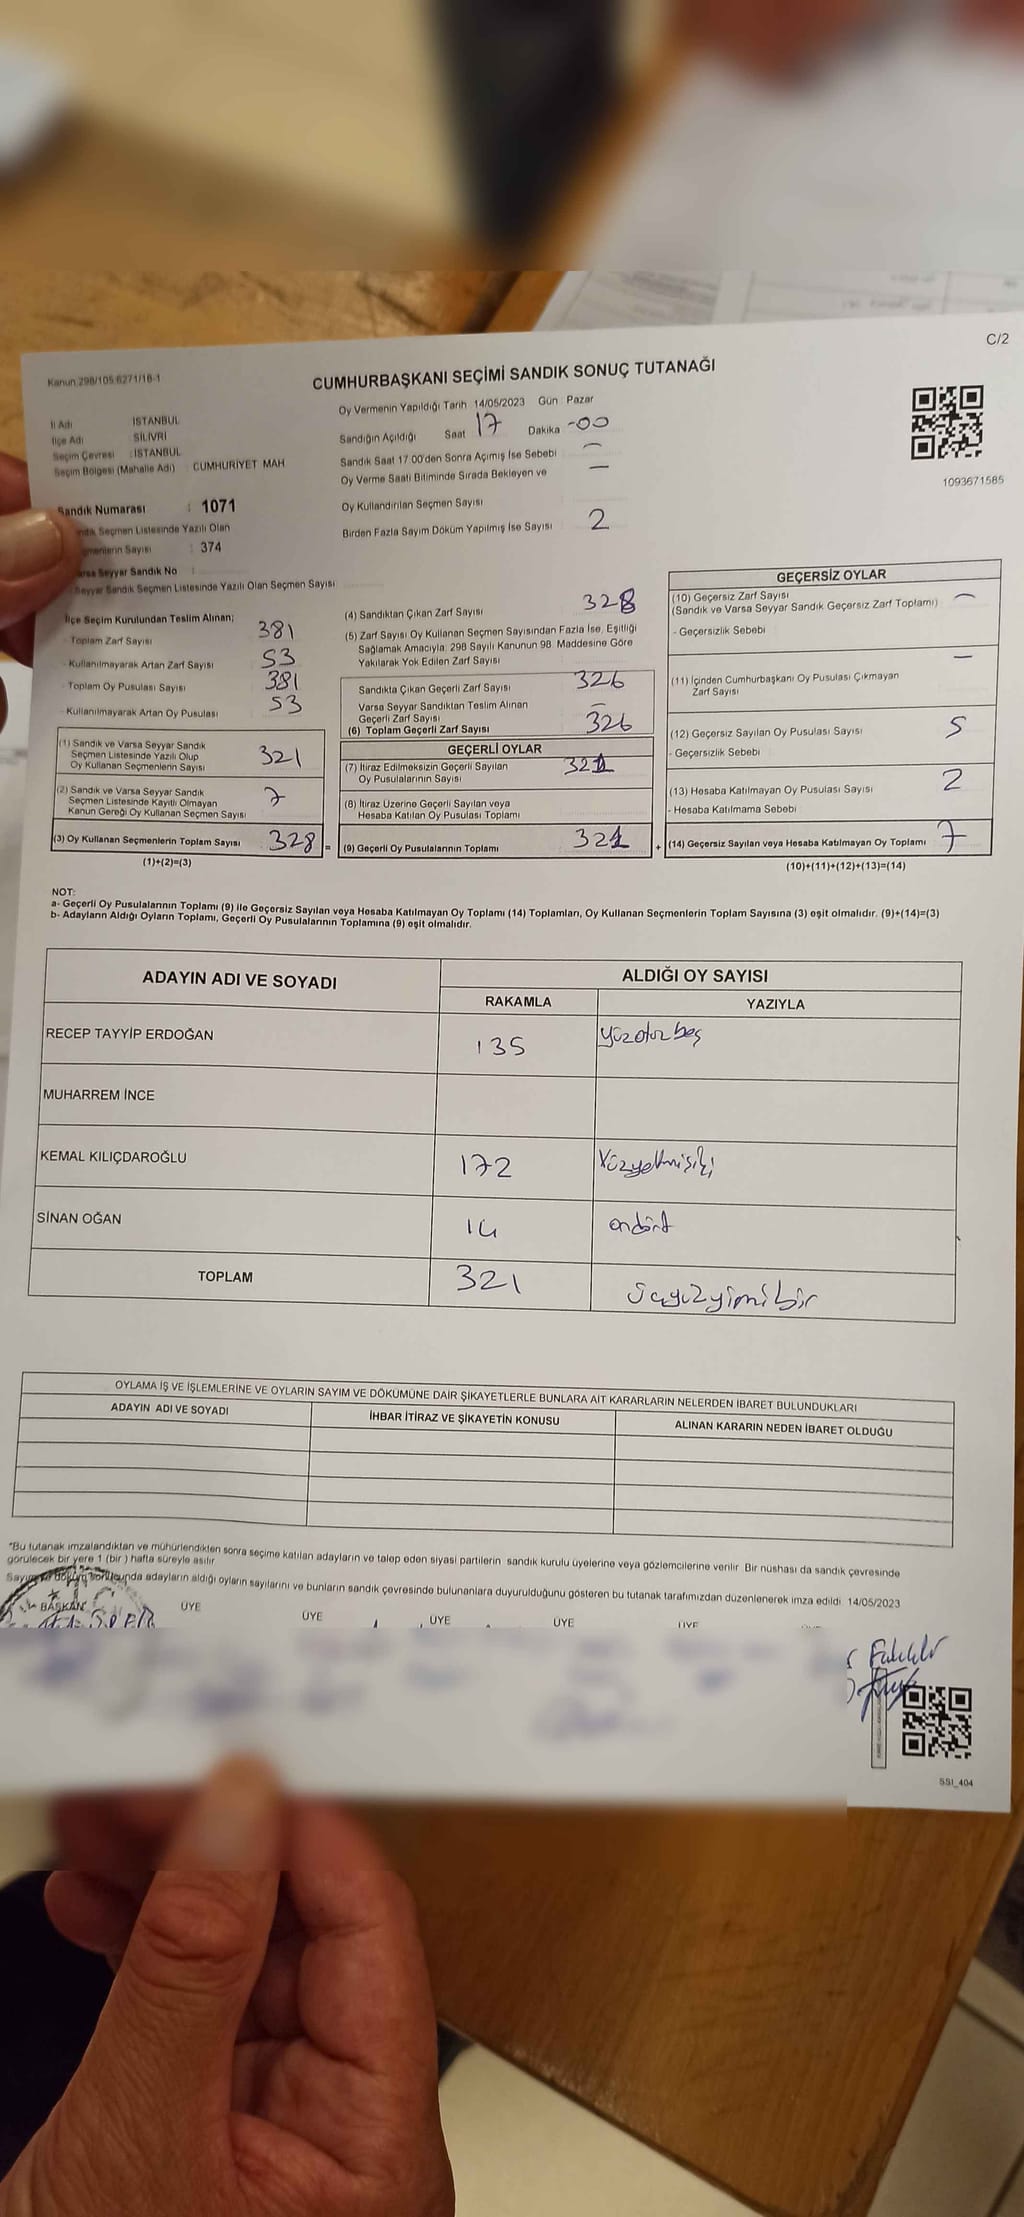 C/2
Kanun:298/105,6271/18-1
CUMHURBAŞKANI SEÇİMİ SANDIK SONUÇ TUTANAĞI
İl Adı : İSTANBUL
İlçe Adı : SİLİVRİ
Seçim Çevresi : İSTANBUL
Seçim Bölgesi (Mahalle Adı) : CUMHURİYET MAH
Oy Vermenin Yapıldığı Tarih 14/05/2023 Gün : Pazar
Sandığın Açıldığı Saat 17 Dakika -00
Sandık Saat 17:00'den Sonra Açımış İse Sebebi —
Oy Verme Saati Bitiminde Sırada Bekleyen ve —
Oy Kullandırılan Seçmen Sayısı
Birden Fazla Sayım Döküm Yapılmış İse Sayısı 2
1093671585
Sandık Numarası : 1071
Seçmen Listesinde Yazılı Olan
Sayısı : 374
Seyyar Sandık No :
Seyyar Sandık Seçmen Listesinde Yazılı Olan Seçmen Sayısı
İlçe Seçim Kurulundan Teslim Alınan;
- Toplam Zarf Sayısı 381
- Kullanılmayarak Artan Zarf Sayısı 53
- Toplam Oy Pusulası Sayısı 381
- Kullanılmayarak Artan Oy Pusulası 53
(1) Sandık ve Varsa Seyyar Sandık
Seçmen Listesinde Yazılı Olup
Oy Kullanan Seçmenlerin Sayısı 321
(2) Sandık ve Varsa Seyyar Sandık
Seçmen Listesinde Kayıtlı Olmayan
Kanun Gereği Oy Kullanan Seçmen Sayısı 7
(3) Oy Kullanan Seçmenlerin Toplam Sayısı 328 =
(1)+(2)=(3)
(4) Sandıktan Çıkan Zarf Sayısı 328
(5) Zarf Sayısı Oy Kullanan Seçmen Sayısından Fazla İse, Eşitliği
Sağlamak Amacıyla; 298 Sayılı Kanunun 98. Maddesine Göre
Yakılarak Yok Edilen Zarf Sayısı
Sandıkta Çıkan Geçerli Zarf Sayısı 326
Varsa Seyyar Sandıktan Teslim Alınan
Geçerli Zarf Sayısı —
(6) Toplam Geçerli Zarf Sayısı 326
GEÇERLİ OYLAR
(7) İtiraz Edilmeksizin Geçerli Sayılan
Oy Pusulalarının Sayısı 321
(8) İtiraz Üzerine Geçerli Sayılan veya
Hesaba Katılan Oy Pusulası Toplamı
(9) Geçerli Oy Pusulalarının Toplamı 321 +
GEÇERSİZ OYLAR
(10) Geçersiz Zarf Sayısı —
(Sandık ve Varsa Seyyar Sandık Geçersiz Zarf Toplamı)
- Geçersizlik Sebebi
(11) İçinden Cumhurbaşkanı Oy Pusulası Çıkmayan
Zarf Sayısı —
(12) Geçersiz Sayılan Oy Pusulası Sayısı 5
- Geçersizlik Sebebi
(13) Hesaba Katılmayan Oy Pusulası Sayısı 2
- Hesaba Katılmama Sebebi
(14) Geçersiz Sayılan veya Hesaba Katılmayan Oy Toplamı 7
(10)+(11)+(12)+(13)=(14)
NOT:
a- Geçerli Oy Pusulalarının Toplamı (9) ile Geçersiz Sayılan veya Hesaba Katılmayan Oy Toplamı (14) Toplamları, Oy Kullanan Seçmenlerin Toplam Sayısına (3) eşit olmalıdır. (9)+(14)=(3)
b- Adayların Aldığı Oyların Toplamı, Geçerli Oy Pusulalarının Toplamına (9) eşit olmalıdır.
ADAYIN ADI VE SOYADI ALDIĞI OY SAYISI
RAKAMLA YAZIYLA
RECEP TAYYİP ERDOĞAN 135 yüzotuzbeş
MUHARREM İNCE
KEMAL KILIÇDAROĞLU 172 Yüzyetmişiki
SİNAN OĞAN 14 ondört
TOPLAM 321 üçyüzyirmibir
OYLAMA İŞ VE İŞLEMLERİNE VE OYLARIN SAYIM VE DÖKÜMÜNE DAİR ŞİKAYETLERLE BUNLARA AİT KARARLARIN NELERDEN İBARET BULUNDUKLARI
ADAYIN ADI VE SOYADI İHBAR İTİRAZ VE ŞİKAYETİN KONUSU ALINAN KARARIN NEDEN İBARET OLDUĞU
*Bu tutanak imzalandıktan ve mühürlendikten sonra seçime katılan adayların ve talep eden siyasi partilerin sandık kurulu üyelerine veya gözlemcilerine verilir. Bir nüshası da sandık çevresinde
görülecek bir yere 1 (bir) hafta süreyle asılır.
Sayım ve döküm sonucunda adayların aldığı oyların sayılarını ve bunların sandık çevresinde bulunanlara duyurulduğunu gösteren bu tutanak tarafımızdan düzenlenerek imza edildi. 14/05/2023
BAŞKAN ÜYE ÜYE ÜYE ÜYE ÜYE
SSI_404